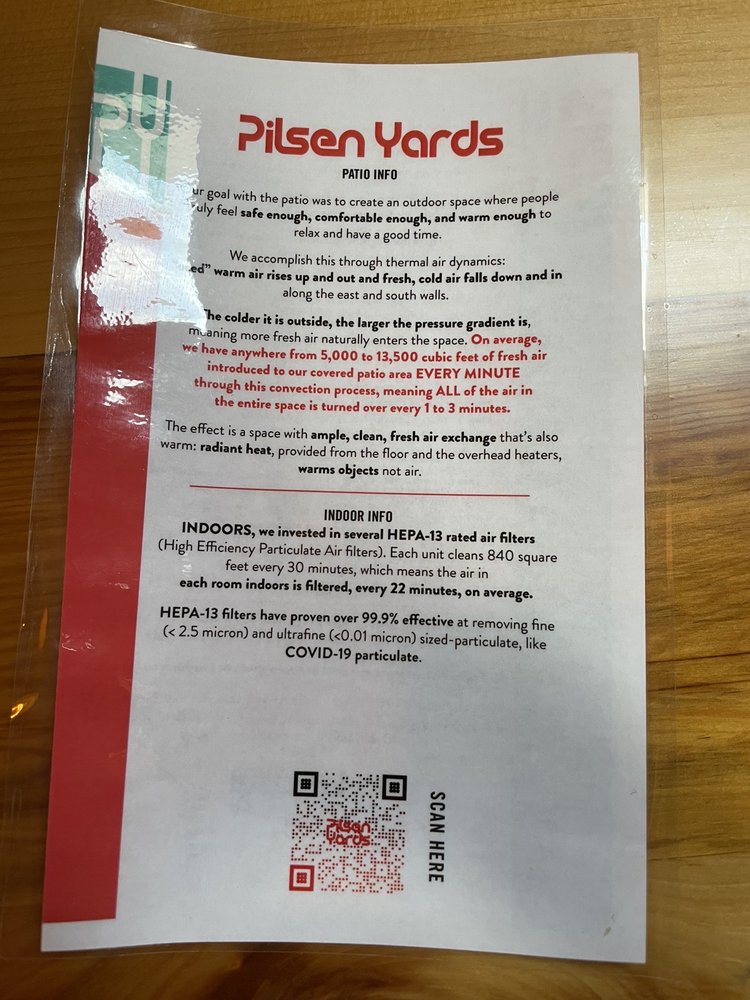 PY
Pilsen Yards
PATIO INFO
ur goal with the patio was to create an outdoor space where people
uly feel safe enough, comfortable enough, and warm enough to
relax and have a good time.
We accomplish this through thermal air dynamics:
ed” warm air rises up and out and fresh, cold air falls down and in
along the east and south walls.
The colder it is outside, the larger the pressure gradient is,
meaning more fresh air naturally enters the space. On average,
we have anywhere from 5,000 to 13,500 cubic feet of fresh air
introduced to our covered patio area EVERY MINUTE
through this convection process, meaning ALL of the air in
the entire space is turned over every 1 to 3 minutes.
The effect is a space with ample, clean, fresh air exchange that's also
warm: radiant heat, provided from the floor and the overhead heaters,
warms objects not air.
INDOOR INFO
INDOORS, we invested in several HEPA-13 rated air filters
(High Efficiency Particulate Air filters). Each unit cleans 840 square
feet every 30 minutes, which means the air in
each room indoors is filtered, every 22 minutes, on average.
HEPA-13 filters have proven over 99.9% effective at removing fine
(< 2.5 micron) and ultrafine (<0.01 micron) sized-particulate, like
COVID-19 particulate.
Pilsen
Yards
SCAN HERE